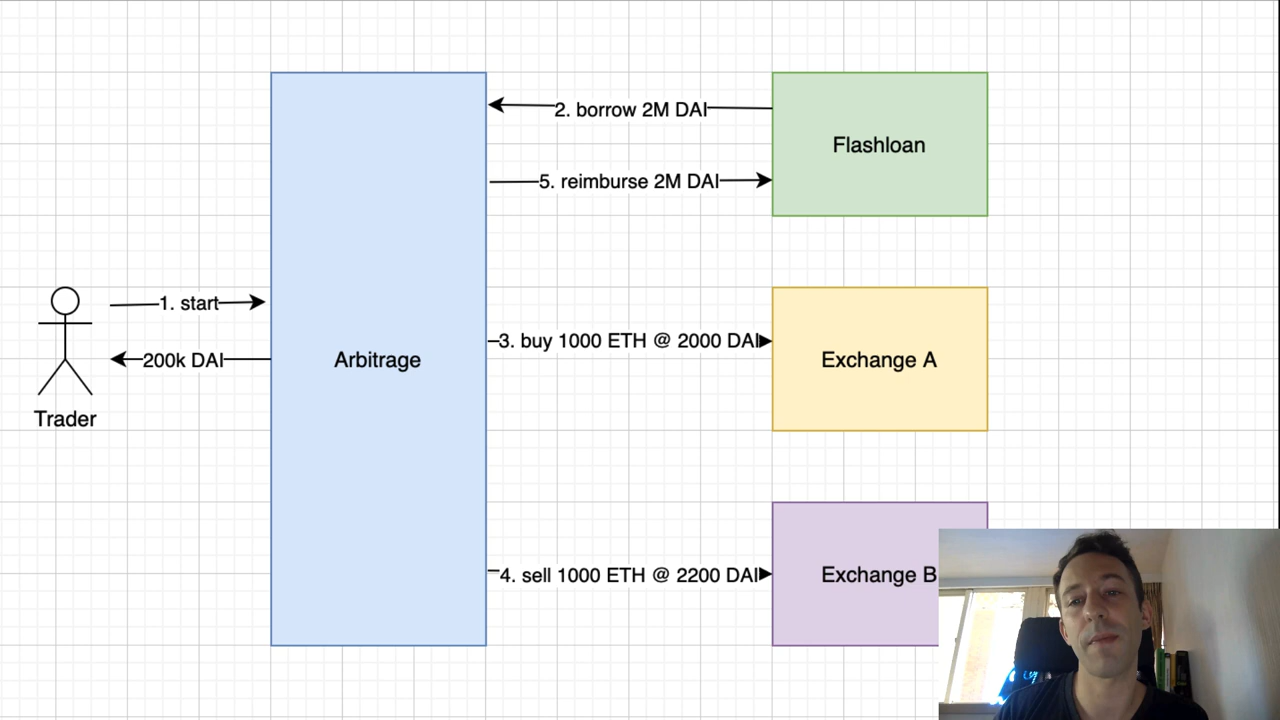 2. borrow 2M DAI
Flashloan
5. reimburse 2M DAI
1. start
3. buy 1000 ETH @ 2000 DAI
200k DAI
Arbitrage
Exchange A
Trader
4. sell 1000 ETH @ 2200 DAI
Exchange B